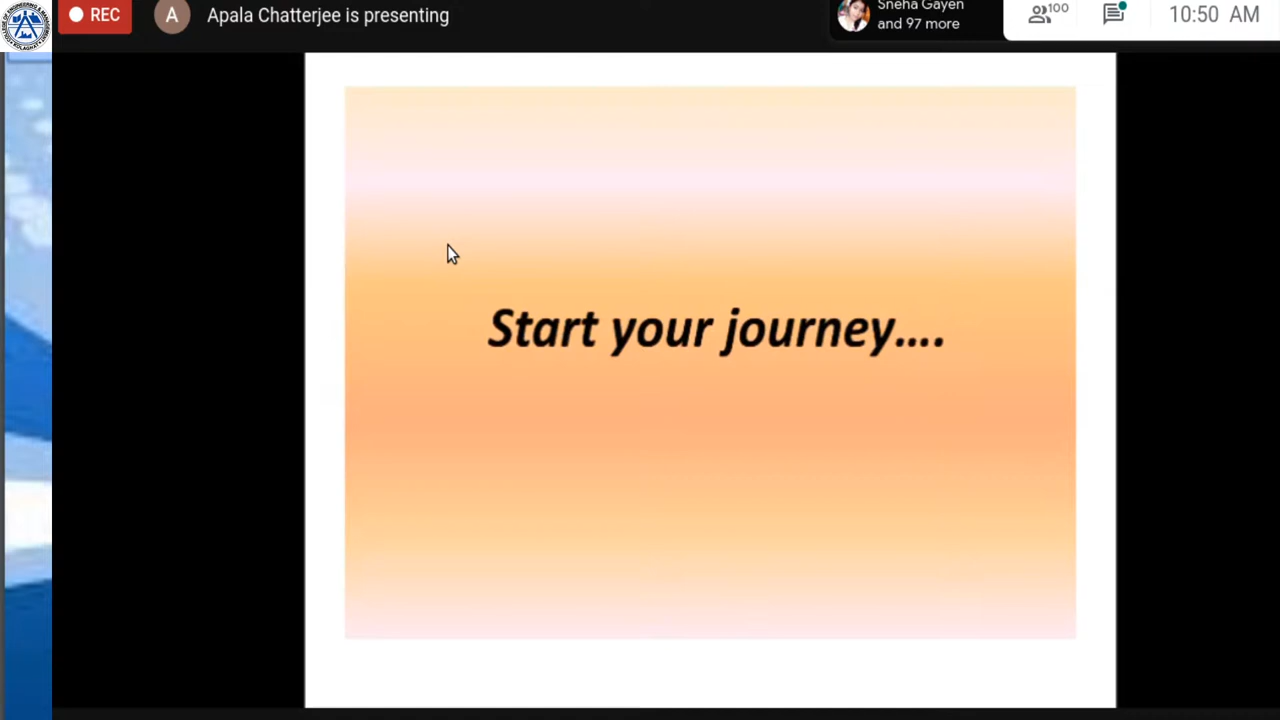 REC
A
Apala Chatterjee is presenting
Sneha Gayen
and 97 more
100
10:50 AM
Start your journey....